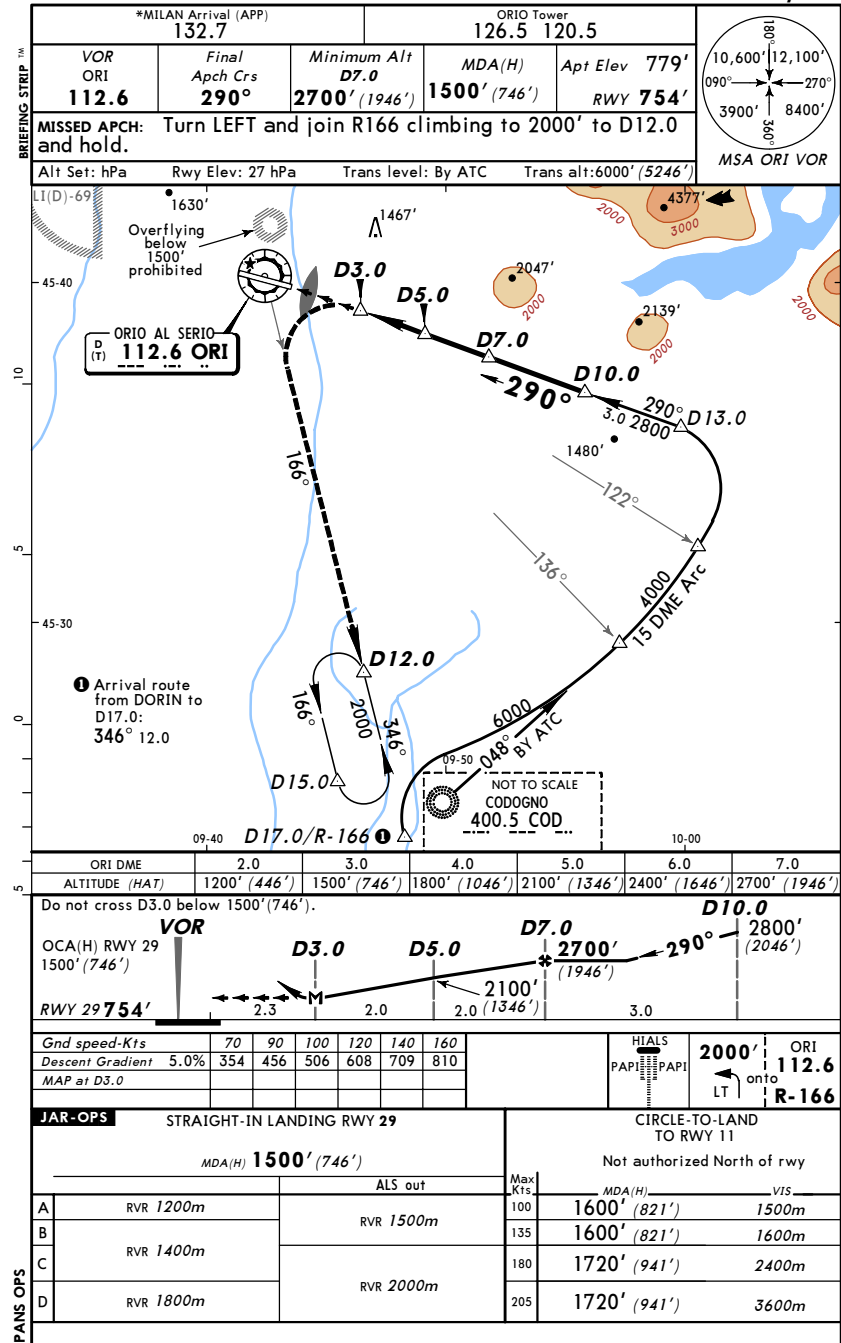 *MILAN Arrival (APP)
132.7
ORIO Tower
126.5 120.5
BRIEFING STRIP TM
VOR
ORI
112.6
Final
Apch Crs
290°
Minimum Alt
D7.0
2700' (1946')
MDA(H)
1500' (746')
Apt Elev 779'
RWY 754'
MISSED APCH: Turn LEFT and join R166 climbing to 2000' to D12.0
and hold.
Alt Set: hPa Rwy Elev: 27 hPa Trans level: By ATC Trans alt:6000' (5246')
180°
10,600' 12,100'
090° 270°
3900' 8400'
360°
MSA ORI VOR
LI(D)-69
1630'
Overflying
below
1500'
prohibited
1467'
4377'
2000
3000
2047'
2000
2139'
2000
2000
45-40
D3.0
D5.0
D7.0
D10.0
290°
290°
3.0 2800
D13.0
1480'
ORIO AL SERIO
D
(T)
112.6 ORI
10
166°
122°
136°
5
4000
15 DME Arc
45-30
D12.0
❶ Arrival route
from DORIN to
D17.0:
346° 12.0
166°
2000
346°
0
6000
048°
BY ATC
D15.0
09-50
NOT TO SCALE
CODOGNO
400.5 COD
09-40
D17.0/R-166 ❶
10-00
5
ORI DME 2.0 3.0 4.0 5.0 6.0 7.0
ALTITUDE (HAT) 1200' (446') 1500' (746') 1800' (1046') 2100' (1346') 2400' (1646') 2700' (1946')
Do not cross D3.0 below 1500'(746').
VOR
D3.0
D5.0
D7.0
D10.0
OCA(H) RWY 29
1500' (746')
2700'
(1946')
290°
2800'
(2046')
2100'
(1346')
M
RWY 29 754'
2.3 2.0 2.0 3.0
Gnd speed-Kts 70 90 100 120 140 160
Descent Gradient 5.0% 354 456 506 608 709 810
MAP at D3.0
HIALS
PAPI PAPI
2000'
LT
onto
ORI
112.6
R-166
JAR-OPS
STRAIGHT-IN LANDING RWY 29
CIRCLE-TO-LAND
TO RWY 11
MDA(H) 1500' (746')
Not authorized North of rwy
ALS out
Max
Kts
MDA(H) VIS
A RVR 1200m RVR 1500m 100 1600' (821') 1500m
B RVR 1400m 135 1600' (821') 1600m
C RVR 2000m 180 1720' (941') 2400m
D RVR 1800m 205 1720' (941') 3600m
PANS OPS